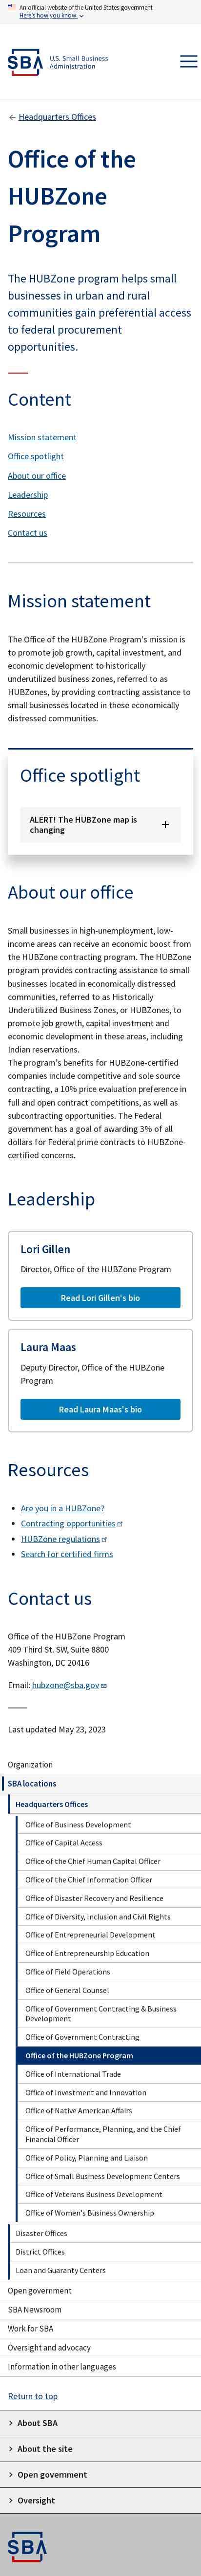 An official website of the United States government
Here's how you know
SBA
U.S. Small Business
Administration
Headquarters Offices
Office of the
HUBZone
Program
The HUBZone program helps small
businesses in urban and rural
communities gain preferential access
to federal procurement
opportunities.
Content
Mission statement
Office spotlight
About our office
Leadership
Resources
Contact us
Mission statement
The Office of the HUBZone Program's mission is
to promote job growth, capital investment, and
economic development to historically
underutilized business zones, referred to as
HUBZones, by providing contracting assistance to
small businesses located in these economically
distressed communities.
Office spotlight
ALERT! The HUBZone map is
changing
About our office
Small businesses in high-unemployment, low-
income areas can boost economic growth from
the HUBZone contracting program. The HUBZone
program provides contracting assistance to small
businesses located in economically distressed
communities, referred to as Historically
Underutilized Business Zones, or HUBZones, to
promote job growth, capital investment and
economic development in these areas, including
Indian reservations.
The program's benefits for HUBZone-certified
companies include competitive and sole source
contracting, a 10% price evaluation preference in
full and open contract competitions, as well as
subcontracting opportunities. The Federal
government has a goal of awarding 3% of all
dollars for Federal prime contracts to HUBZone-
certified concerns.
Leadership
Lori Gillen
Director, Office of the HUBZone Program
Read Lori Gillen's bio
Laura Maas
Deputy Director, Office of the HUBZone
Program
Read Laura Maas's bio
Resources
Are you in a HUBZone?
Contracting opportunities
HUBZone regulations
Search for certified firms
Contact us
Office of the HUBZone Program
409 Third St. SW, Suite 8800
Washington, DC 20416
Email: hubzone@sba.gov
Last updated May 23, 2023
Organization
SBA locations
Headquarters Offices
Office of Business Development
Office of Capital Access
Office of the Chief Human Capital Officer
Office of the Chief Information Officer
Office of Disaster Recovery and Resilience
Office of Diversity, Inclusion and Civil Rights
Office of Entrepreneurial Development
Office of Entrepreneurship Education
Office of Field Operations
Office of General Counsel
Office of Government Contracting & Business
Development
Office of Government Contracting
Office of the HUBZone Program
Office of International Trade
Office of Investment and Innovation
Office of Native American Affairs
Office of Performance, Planning, and the Chief
Financial Officer
Office of Policy, Planning and Liaison
Office of Small Business Development Centers
Office of Veterans Business Development
Office of Women's Business Ownership
Disaster Offices
District Offices
Loan and Guaranty Centers
Open government
SBA Newsroom
Work for SBA
Oversight and advocacy
Information in other languages
Return to top
About SBA
About the site
Open government
Oversight
SBA